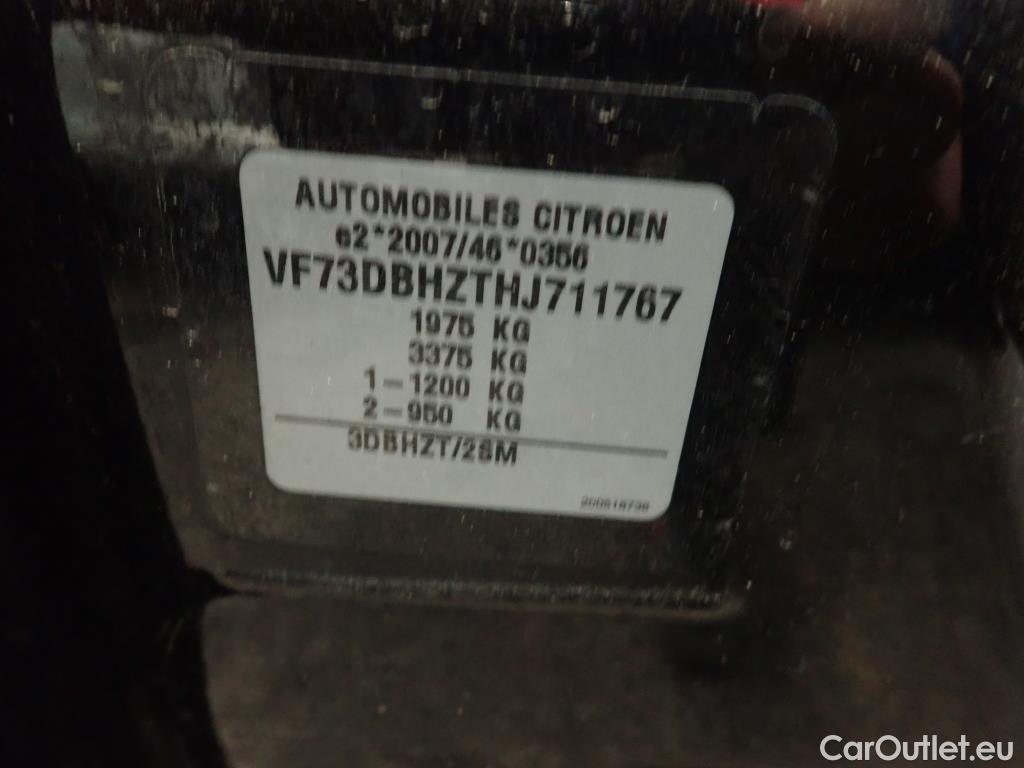 AUTOMOBILES CITROEN
e2*2007/46*0356
VF73DBHZTHJ711767
1975 KG
3375 KG
1-1200 KG
2-950 KG
3DBHZT/2SM
CarOutlet.eu